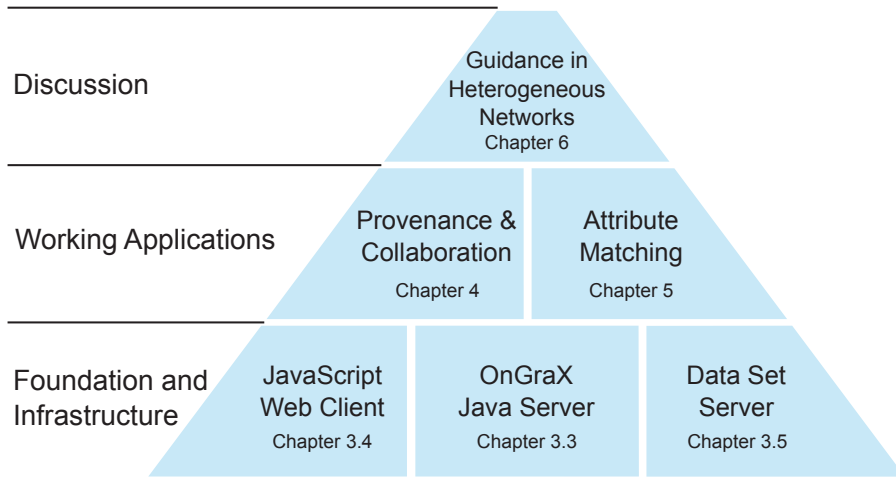 Discussion
Guidance in
Heterogeneous
Networks
Chapter 6
Working Applications
Provenance &
Collaboration
Chapter 4
Attribute
Matching
Chapter 5
Foundation and
Infrastructure
JavaScript
Web Client
Chapter 3.4
OnGraX
Java Server
Chapter 3.3
Data Set
Server
Chapter 3.5